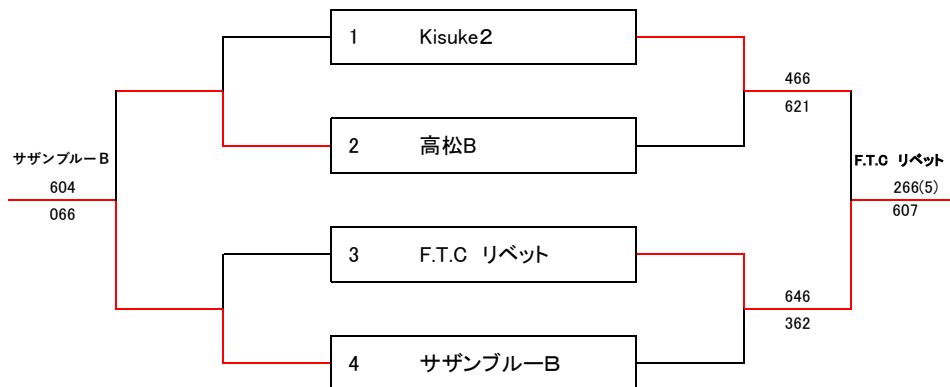 1 Kisuke２
466
621
2 高松B
サザンブルーＢ
604
066
F.T.C リベット
266(5)
607
3 F.T.C リベット
646
362
4 サザンブルーＢ